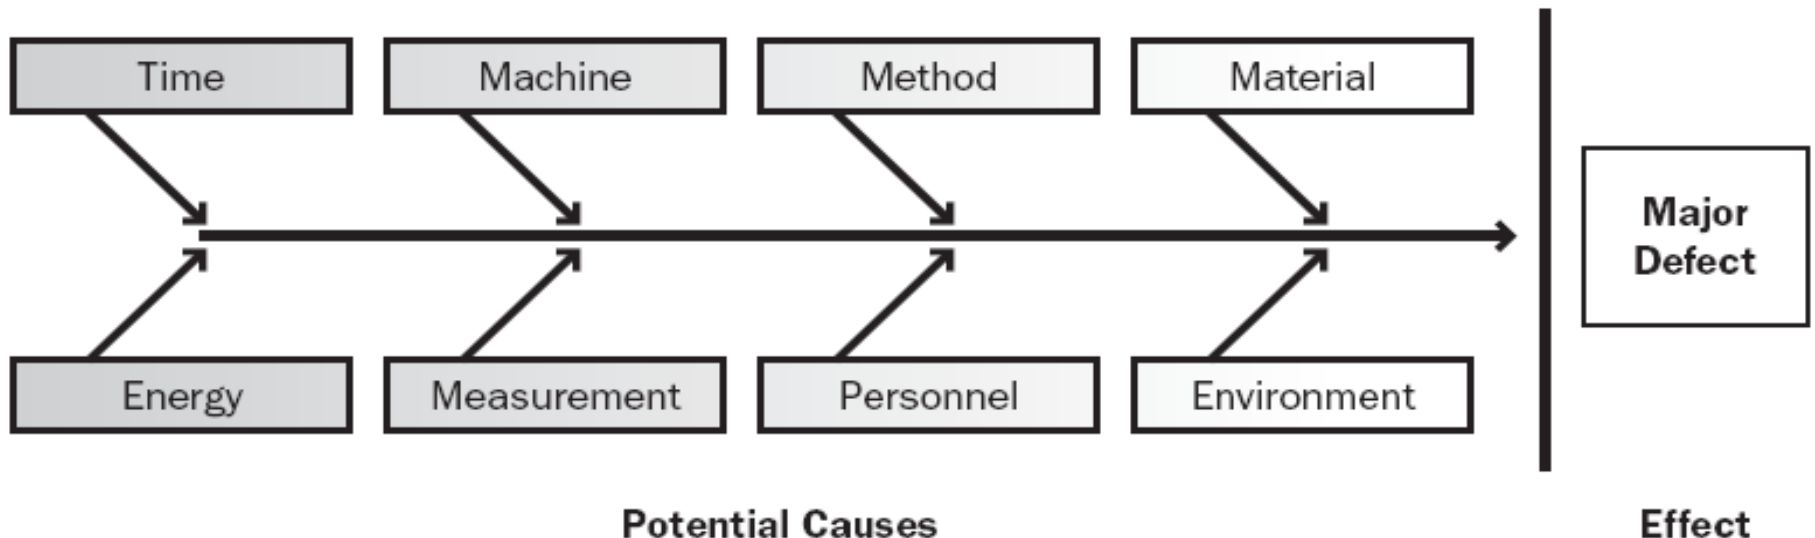 Time
Machine
Method
Material
Major
Defect
Energy
Measurement
Personnel
Environment
Potential Causes
Effect